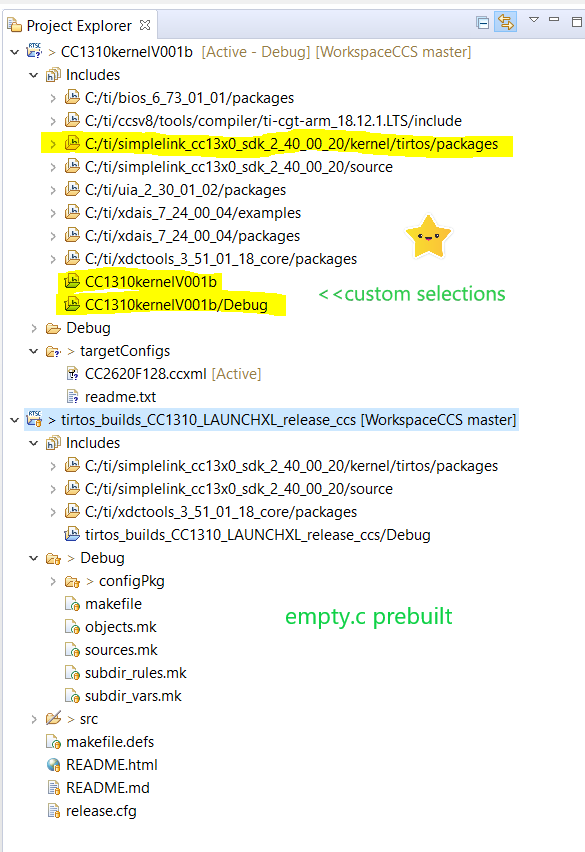 Project Explorer
> CC1310kernelV001b [Active - Debug] [WorkspaceCCS master]
Includes
C:/ti/bios_6_73_01_01/packages
C:/ti/ccsv8/tools/compiler/ti-cgt-arm_18.12.1.LTS/include
C:/ti/simplelink_cc13x0_sdk_2_40_00_20/kernel/tirtos/packages
C:/ti/simplelink_cc13x0_sdk_2_40_00_20/source
C:/ti/uia_2_30_01_02/packages
C:/ti/xdais_7_24_00_04/examples
C:/ti/xdais_7_24_00_04/packages
C:/ti/xdctools_3_51_01_18_core/packages
CC1310kernelV001b
CC1310kernelV001b/Debug
<<custom selections
Debug
> targetConfigs
CC2620F128.ccxml [Active]
readme.txt
> tirtos_builds_CC1310_LAUNCHXL_release_ccs [WorkspaceCCS master]
Includes
C:/ti/simplelink_cc13x0_sdk_2_40_00_20/kernel/tirtos/packages
C:/ti/simplelink_cc13x0_sdk_2_40_00_20/source
C:/ti/xdctools_3_51_01_18_core/packages
tirtos_builds_CC1310_LAUNCHXL_release_ccs/Debug
> Debug
> configPkg
makefile
objects.mk
empty.c prebuilt
sources.mk
subdir_rules.mk
subdir_vars.mk
> src
makefile.defs
README.html
README.md
release.cfg